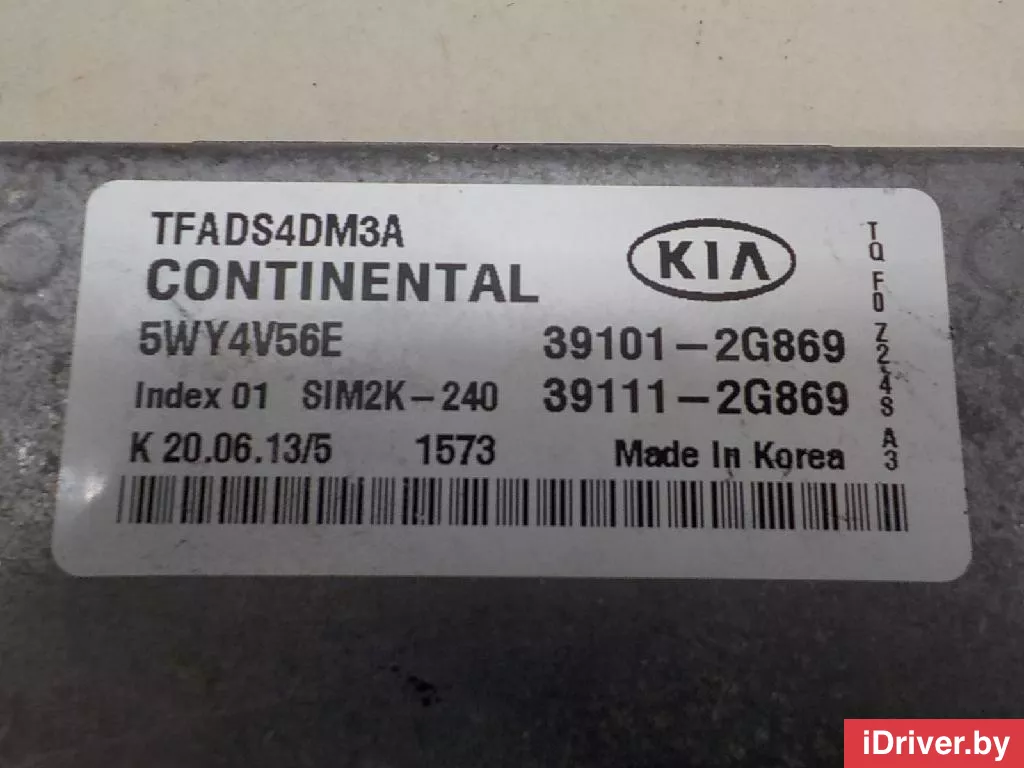 TFADS4DM3A
CONTINENTAL
KIA
5WY4V56E 39101-2G869
Index 01 SIM2K-240 39111-2G869
K 20.06.13/5 1573 Made In Korea
TQ F0 Z24S A3
iDriver.by